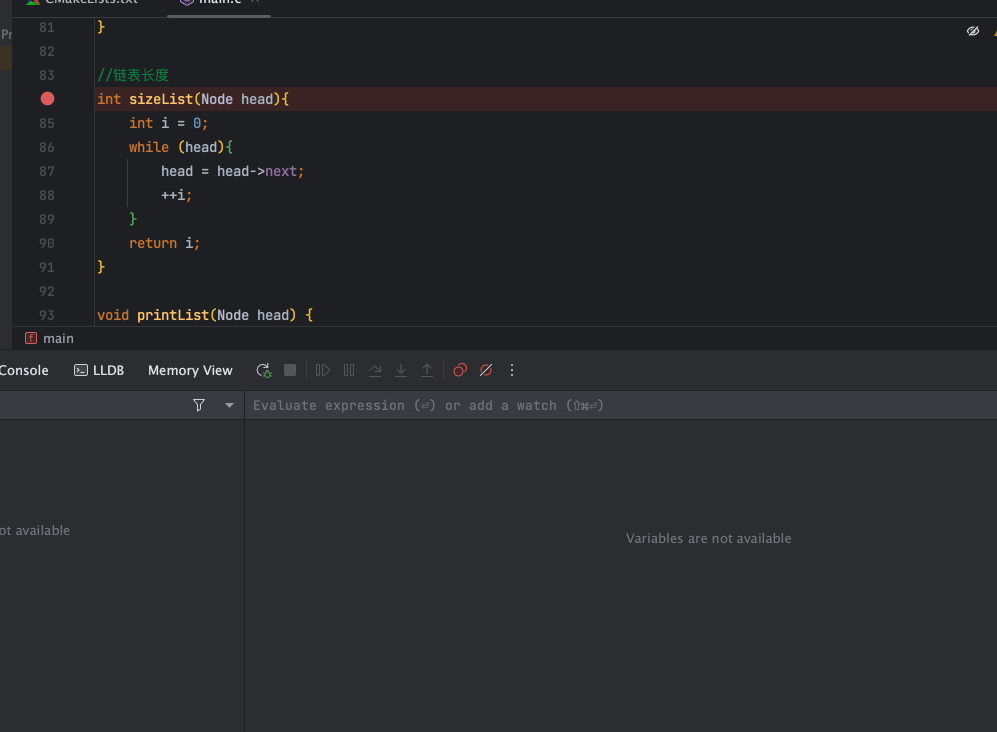 CMakeLists.txt main.c
Pr
81 }
82
83 //链表长度
int sizeList(Node head){
85 int i = 0;
86 while (head){
87 head = head->next;
88 ++i;
89 }
90 return i;
91 }
92
93 void printList(Node head) {
f main
Console LLDB Memory View
Evaluate expression (⏎) or add a watch (⇧⌘⏎)
ot available
Variables are not available